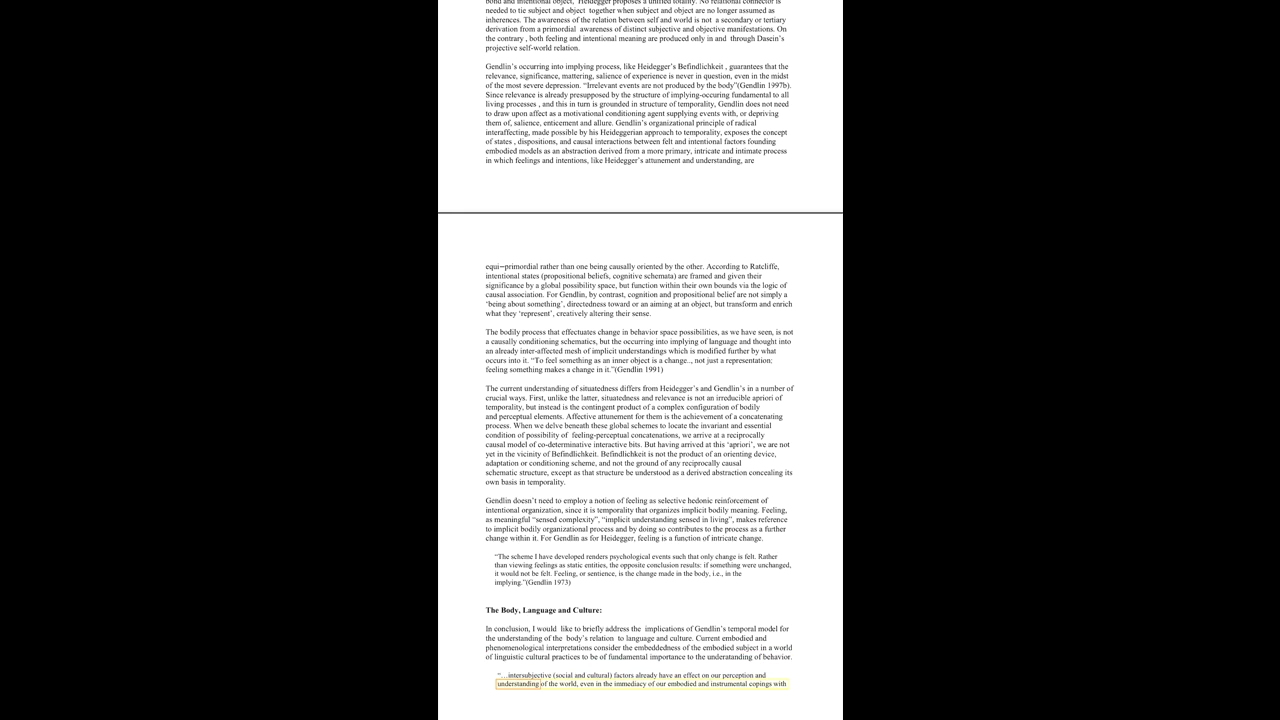 bond and intentional object,  Heidegger proposes a unified totality. No relational connector is
needed to tie subject and object  together when subject and object are no longer assumed as
inherences. The awareness of the relation between self and world is not  a secondary or tertiary
derivation from a primordial  awareness of distinct subjective and objective manifestations. On
the contrary , both feeling and intentional meaning are produced only in and  through Dasein's
projective self-world relation.
Gendlin's occurring into implying process, like Heidegger's Befindlichkeit , guarantees that the
relevance, significance, mattering, salience of experience is never in question, even in the midst
of the most severe depression. “Irrelevant events are not produced by the body”(Gendlin 1997b).
Since relevance is already presupposed by the structure of implying-occuring fundamental to all
living processes , and this in turn is grounded in structure of temporality, Gendlin does not need
to draw upon affect as a motivational conditioning agent supplying events with, or depriving
them of, salience, enticement and allure. Gendlin's organizational principle of radical
interaffecting, made possible by his Heideggerian approach to temporality, exposes the concept
of states , dispositions, and causal interactions between felt and intentional factors founding
embodied models as an abstraction derived from a more primary, intricate and intimate process
in which feelings and intentions, like Heidegger's attunement and understanding, are
equi–primordial rather than one being causally oriented by the other. According to Ratcliffe,
intentional states (propositional beliefs, cognitive schemata) are framed and given their
significance by a global possibility space, but function within their own bounds via the logic of
causal association. For Gendlin, by contrast, cognition and propositional belief are not simply a
‘being about something’, directedness toward or an aiming at an object, but transform and enrich
what they ‘represent’, creatively altering their sense.
The bodily process that effectuates change in behavior space possibilities, as we have seen, is not
a causally conditioning schematics, but the occurring into implying of language and thought into
an already inter-affected mesh of implicit understandings which is modified further by what
occurs into it. “To feel something as an inner object is a change.., not just a representation:
feeling something makes a change in it.”(Gendlin 1991)
The current understanding of situatedness differs from Heidegger's and Gendlin's in a number of
crucial ways. First, unlike the latter, situatedness and relevance is not an irreducible apriori of
temporality, but instead is the contingent product of a complex configuration of bodily
and perceptual elements. Affective attunement for them is the achievement of a concatenating
process. When we delve beneath these global schemes to locate the invariant and essential
condition of possibility of  feeling-perceptual concatenations, we arrive at a reciprocally
causal model of co-determinative interactive bits. But having arrived at this ‘apriori’, we are not
yet in the vicinity of Befindlichkeit. Befindlichkeit is not the product of an orienting device,
adaptation or conditioning scheme, and not the ground of any reciprocally causal
schematic structure, except as that structure be understood as a derived abstraction concealing its
own basis in temporality.
Gendlin doesn't need to employ a notion of feeling as selective hedonic reinforcement of
intentional organization, since it is temporality that organizes implicit bodily meaning. Feeling,
as meaningful “sensed complexity”, “implicit understanding sensed in living”, makes reference
to implicit bodily organizational process and by doing so contributes to the process as a further
change within it. For Gendlin as for Heidegger, feeling is a function of intricate change.
“The scheme I have developed renders psychological events such that only change is felt. Rather
than viewing feelings as static entities, the opposite conclusion results: if something were unchanged,
it would not be felt. Feeling, or sentience, is the change made in the body, i.e., in the
implying.”(Gendlin 1973)
The Body, Language and Culture:
In conclusion, I would  like to briefly address the  implications of Gendlin's temporal model for
the understanding of the  body's relation  to language and culture. Current embodied and
phenomenological interpretations consider the embeddedness of the embodied subject in a world
of linguistic cultural practices to be of fundamental importance to the understanding of behavior.
“…intersubjective (social and cultural) factors already have an effect on our perception and
understanding of the world, even in the immediacy of our embodied and instrumental copings with